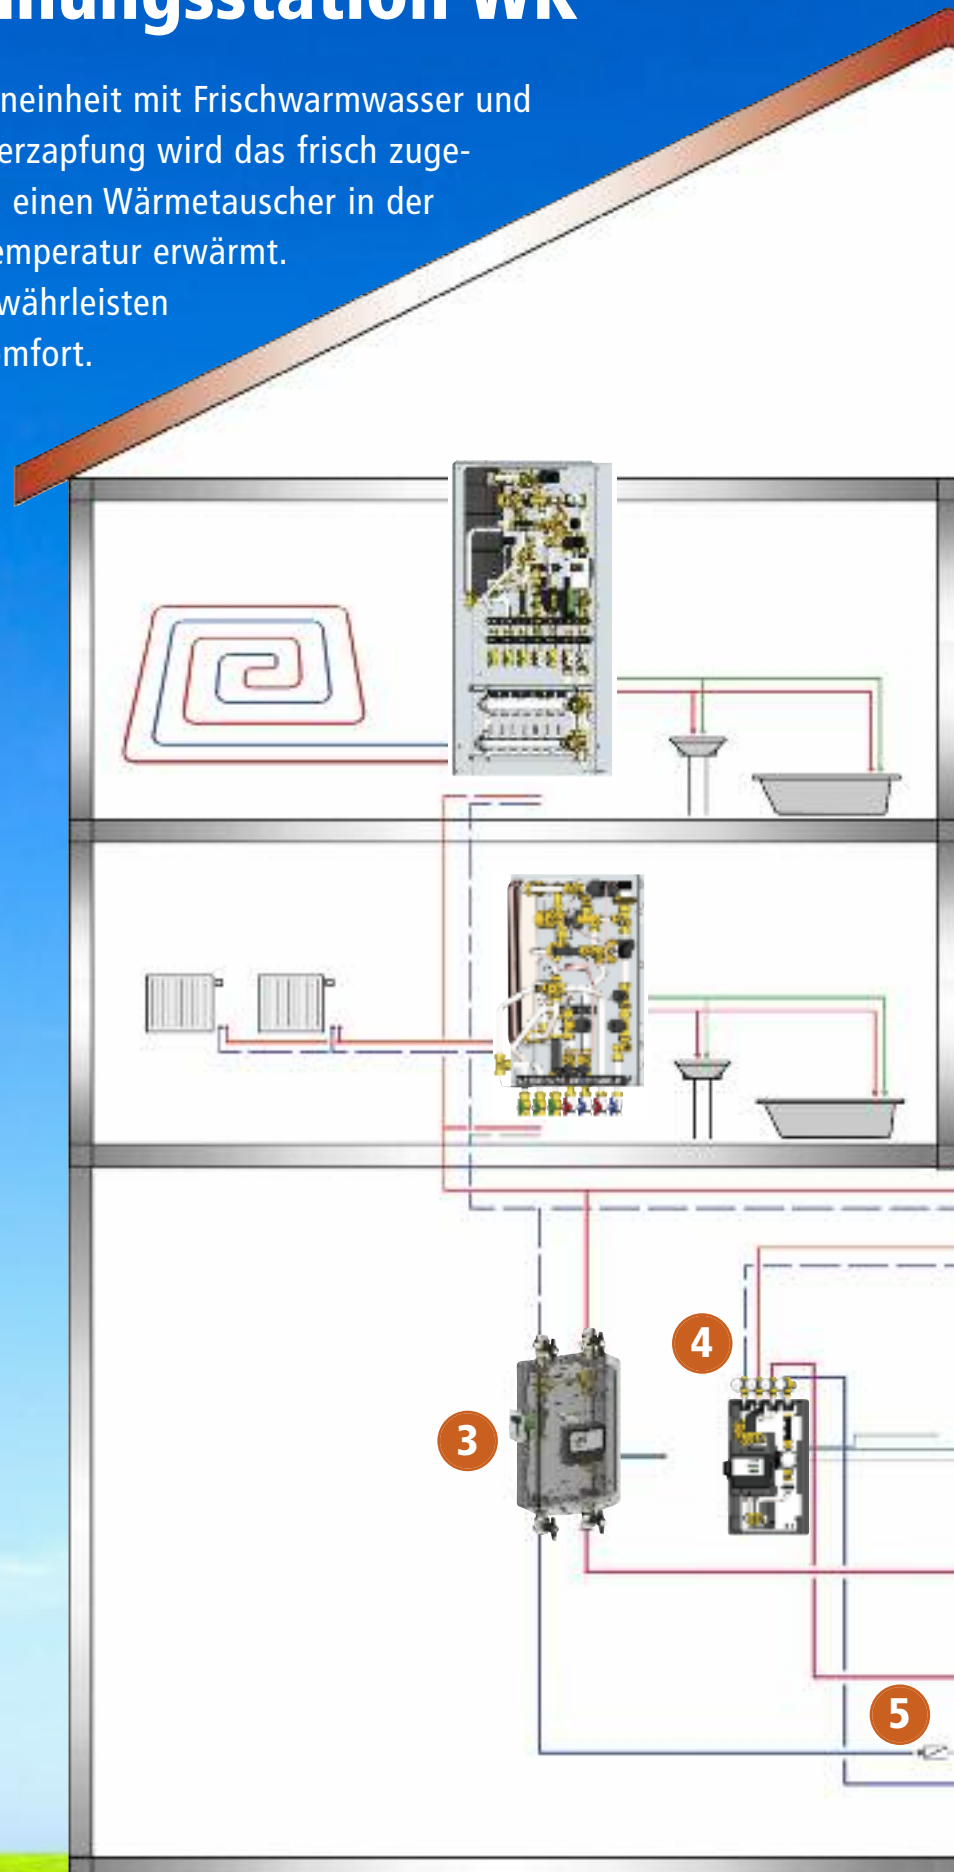 neinheit mit Frischwarmwasser und
erzapfung wird das frisch zuge-
einen Wärmetauscher in der
emperatur erwärmt.
währleisten
mfort.
4
3
5